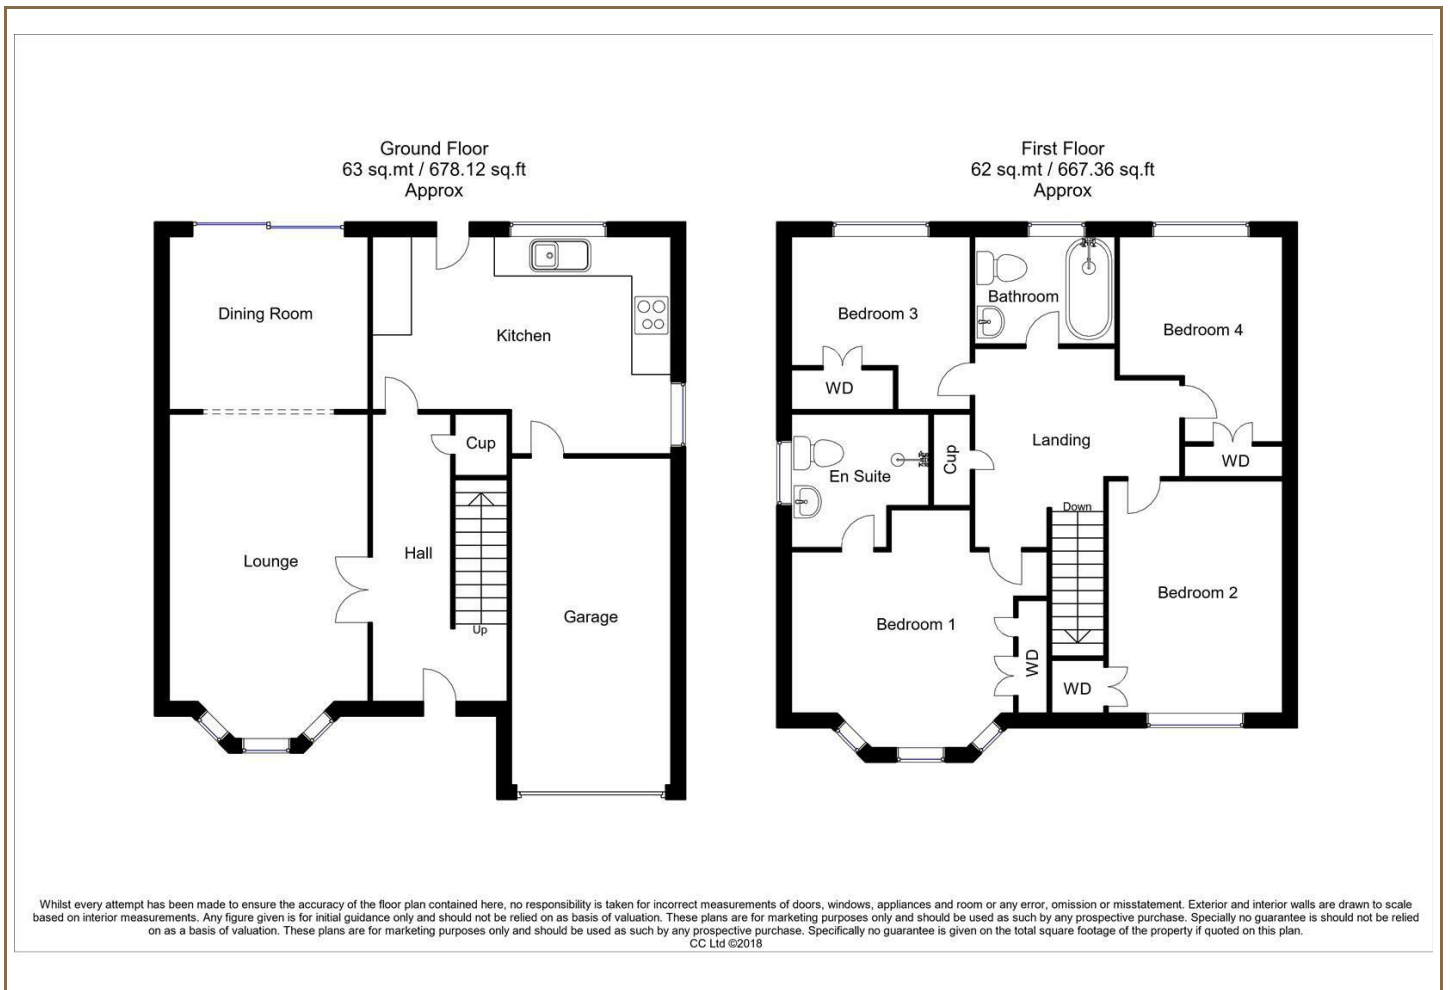 Ground Floor
63 sq.mt / 678.12 sq.ft
Approx
Dining Room
Kitchen
Cup
Lounge
Hall
Garage
Up
First Floor
62 sq.mt / 667.36 sq.ft
Approx
Bedroom 3
Bathroom
Bedroom 4
WD
Landing
Cup
WD
En Suite
Down
Bedroom 2
Bedroom 1
WD
WD
Whilst every attempt has been made to ensure the accuracy of the floor plan contained here, no responsibility is taken for incorrect measurements of doors, windows, appliances and room or any error, omission or misstatement. Exterior and interior walls are drawn to scale
based on interior measurements. Any figure given is for initial guidance only and should not be relied on as basis of valuation. These plans are for marketing purposes only and should be used as such by any prospective purchase. Specially no guarantee is should not be relied
on as a basis of valuation. These plans are for marketing purposes only and should be used as such by any prospective purchase. Specifically no guarantee is given on the total square footage of the property if quoted on this plan.
CC Ltd ©2018